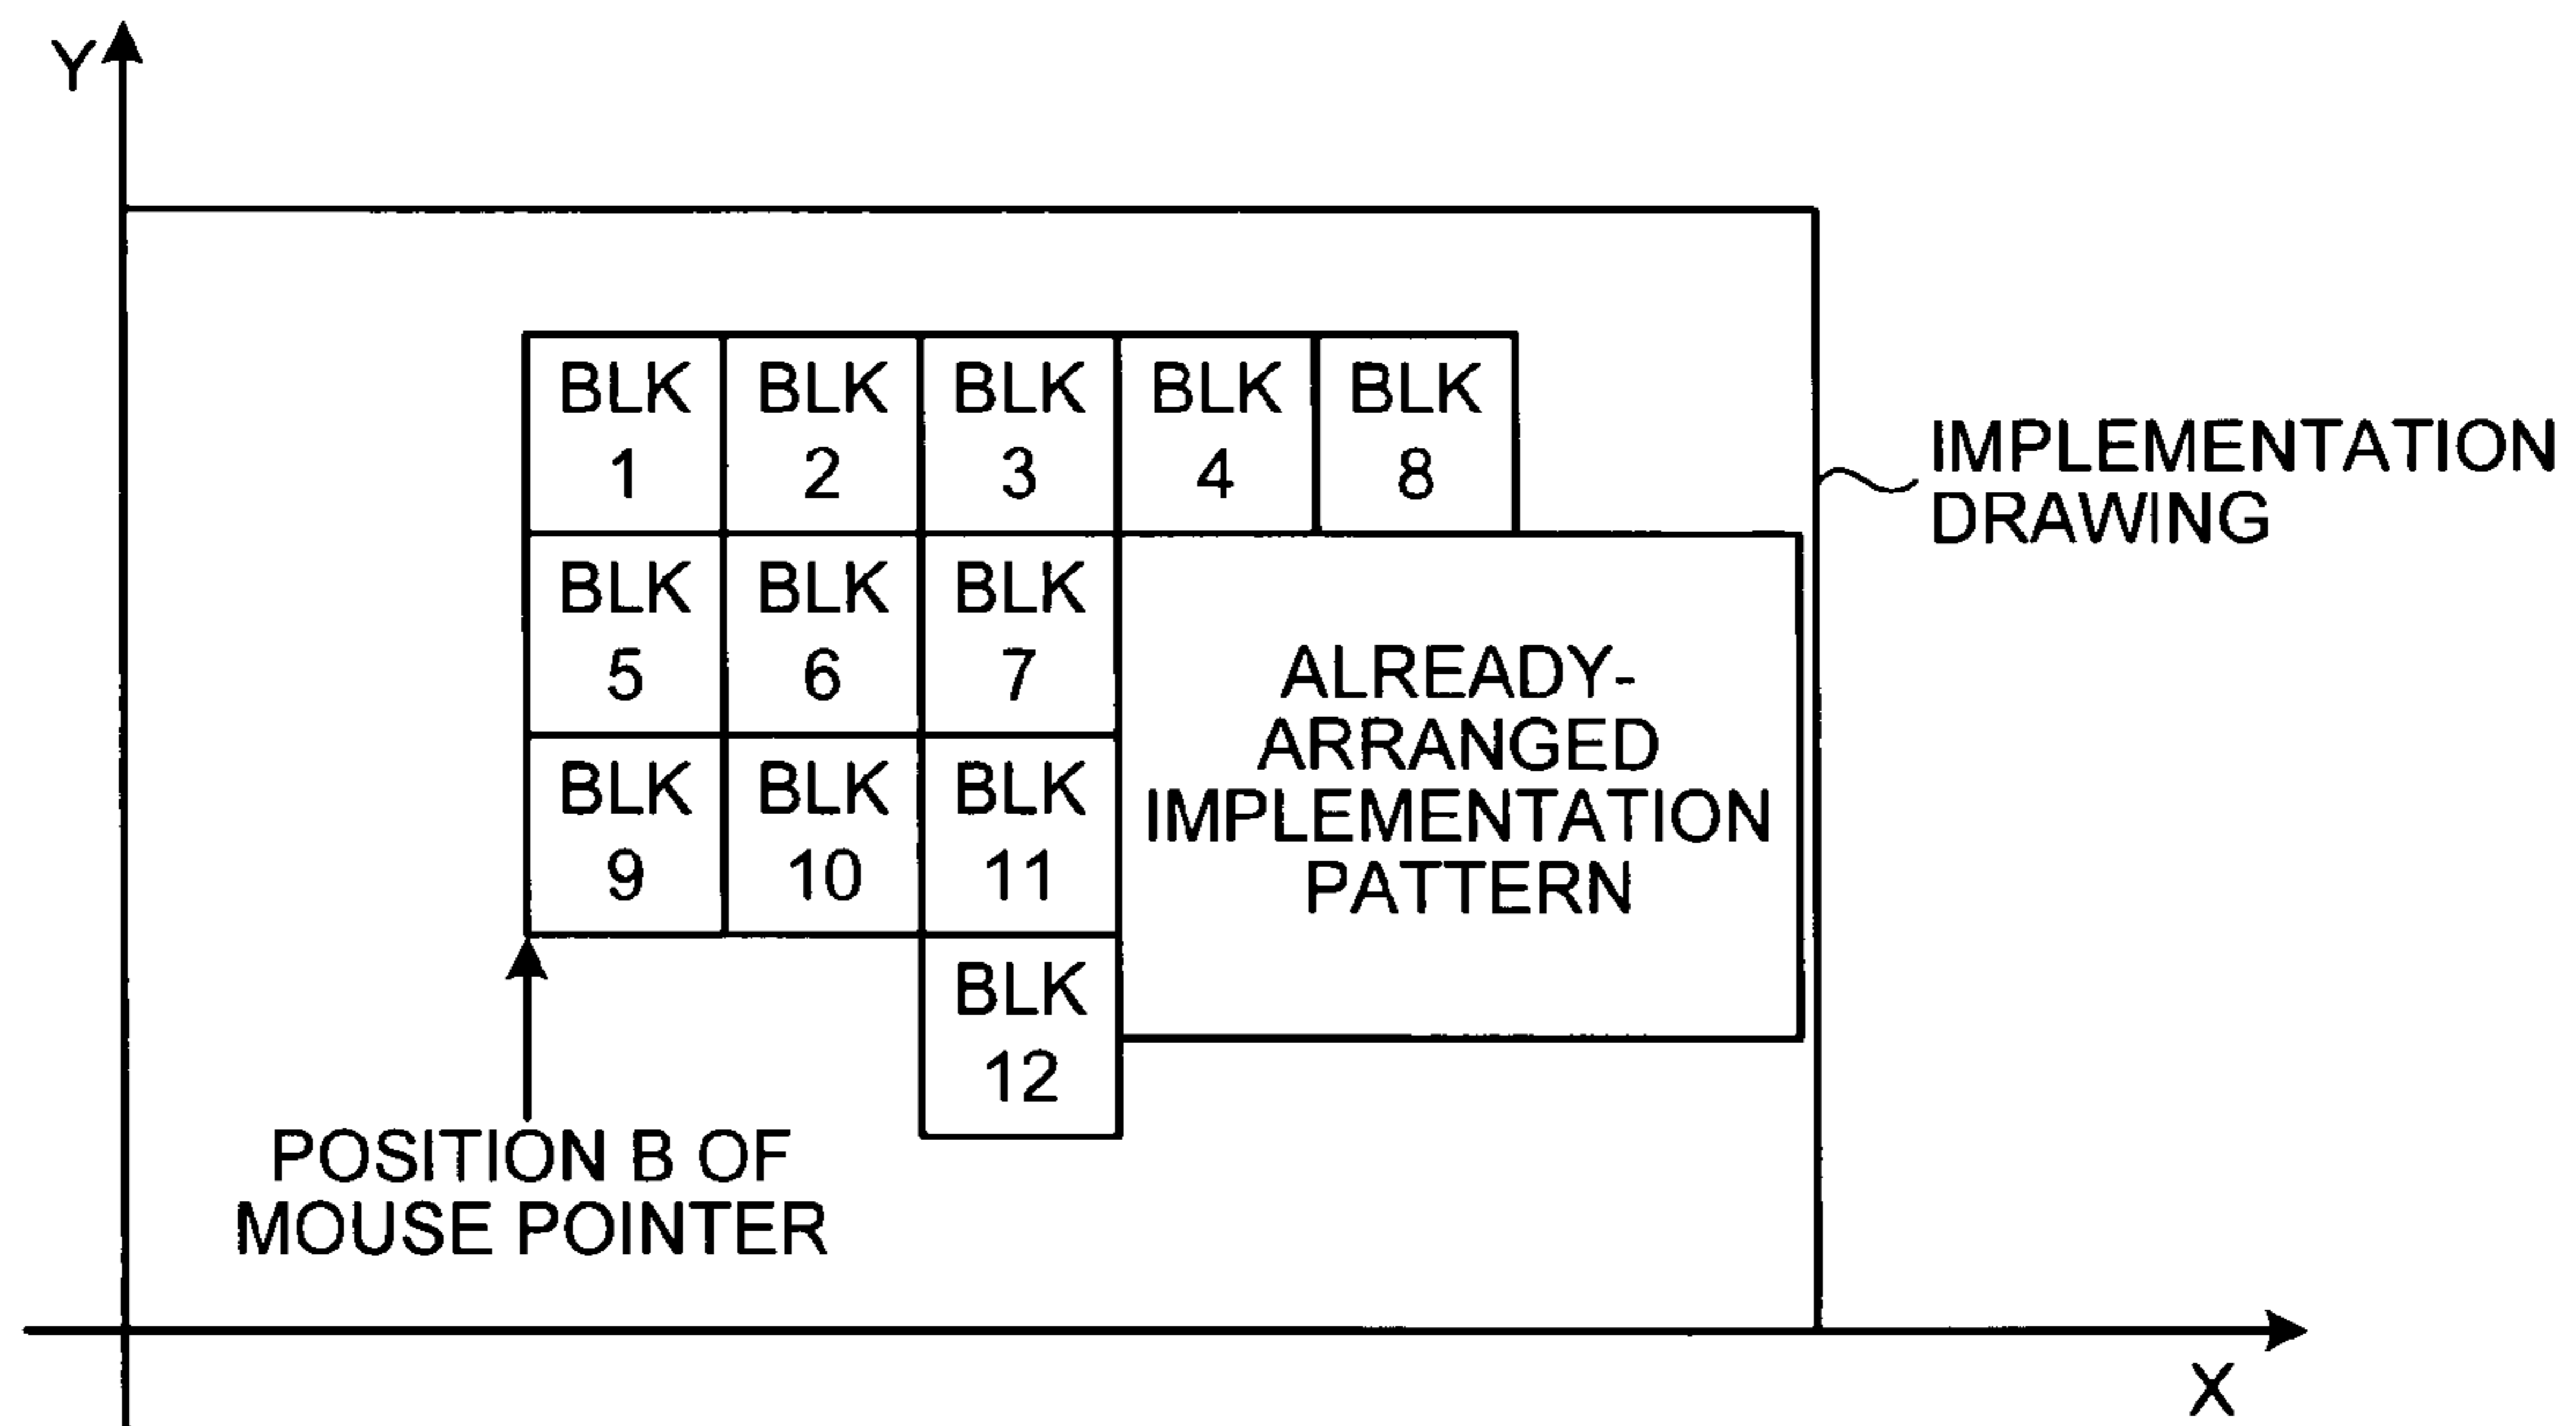 Y
BLK BLK BLK BLK BLK
1 2 3 4 8
IMPLEMENTATION
DRAWING
BLK BLK BLK
5 6 7
ALREADY-
ARRANGED
IMPLEMENTATION
PATTERN
BLK BLK BLK
9 10 11
BLK
12
POSITION B OF
MOUSE POINTER
X